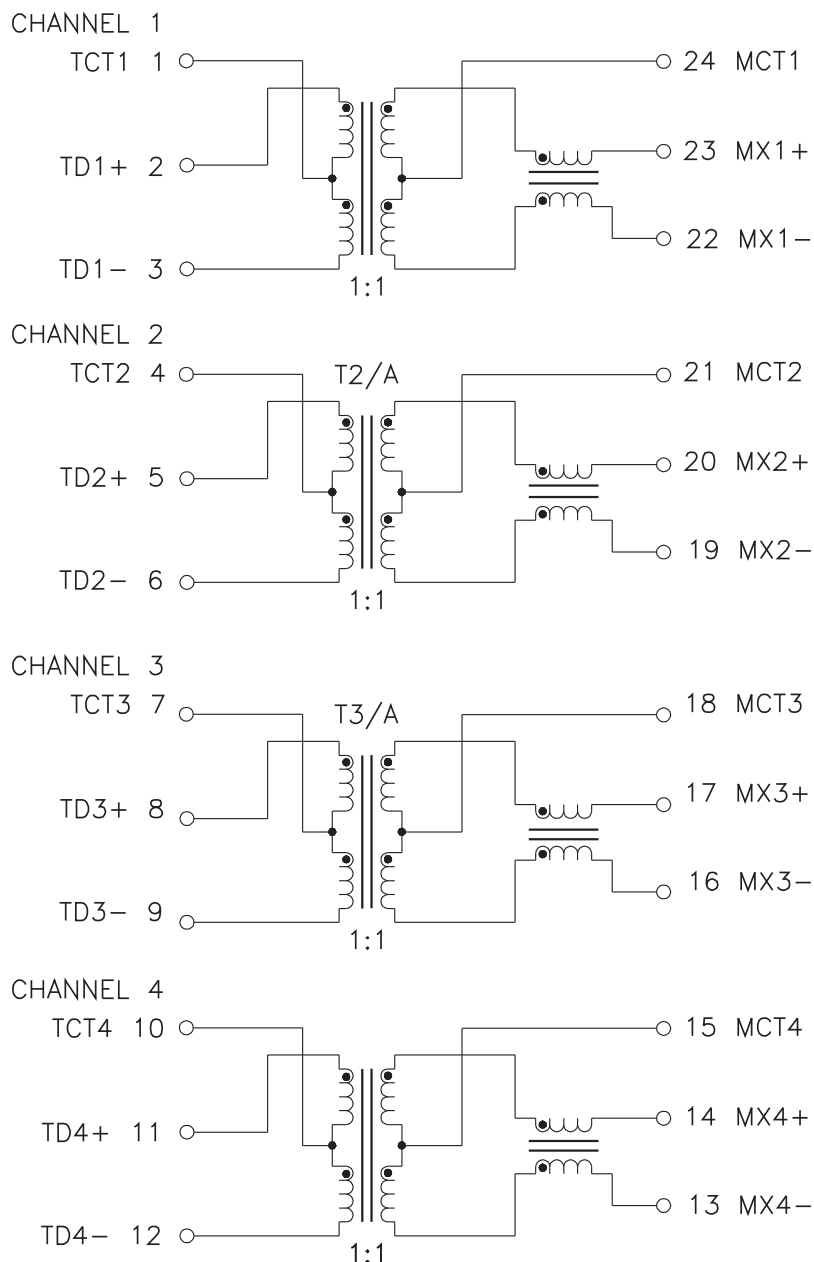 CHANNEL 1
TCT1 1
24 MCT1
TD1+ 2
23 MX1+
22 MX1-
TD1- 3
1:1
CHANNEL 2
TCT2 4
T2/A
21 MCT2
TD2+ 5
20 MX2+
19 MX2-
TD2- 6
1:1
CHANNEL 3
TCT3 7
T3/A
18 MCT3
TD3+ 8
17 MX3+
16 MX3-
TD3- 9
1:1
CHANNEL 4
TCT4 10
15 MCT4
TD4+ 11
14 MX4+
13 MX4-
TD4- 12
1:1